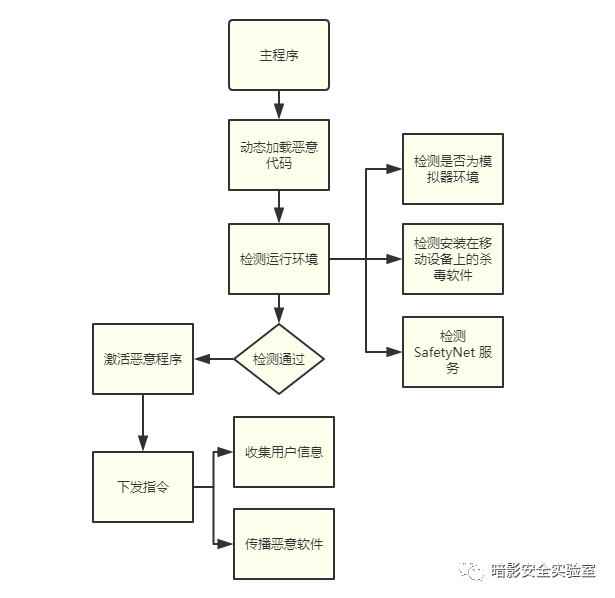 主程序
动态加载恶意
代码
检测运行环境
检测是否为模
拟器环境
检测安装在移
动设备上的杀
毒软件
检测
SafetyNet 服
务
检测通过
激活恶意程序
下发指令
收集用户信息
传播恶意软件
暗影安全实验室